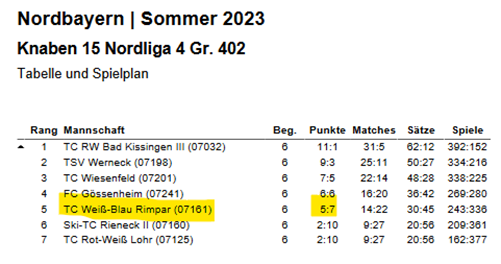 Nordbayern | Sommer 2023
Knaben 15 Nordliga 4 Gr. 402
Tabelle und Spielplan
Rang Mannschaft Beg. Punkte Matches Sätze Spiele
1 TC RW Bad Kissingen III (07032) 6 11:1 31:5 62:12 392:152
2 TSV Werneck (07198) 6 9:3 25:11 50:27 334:216
3 TC Wiesenfeld (07201) 6 7:5 22:14 48:28 338:225
4 FC Gössenheim (07241) 6 6:6 16:20 36:42 269:280
5 TC Weiß-Blau Rimpar (07161) 6 5:7 14:22 30:45 243:336
6 Ski-TC Rieneck II (07160) 6 2:10 9:27 20:56 209:361
7 TC Rot-Weiß Lohr (07125) 6 2:10 9:27 20:56 162:377